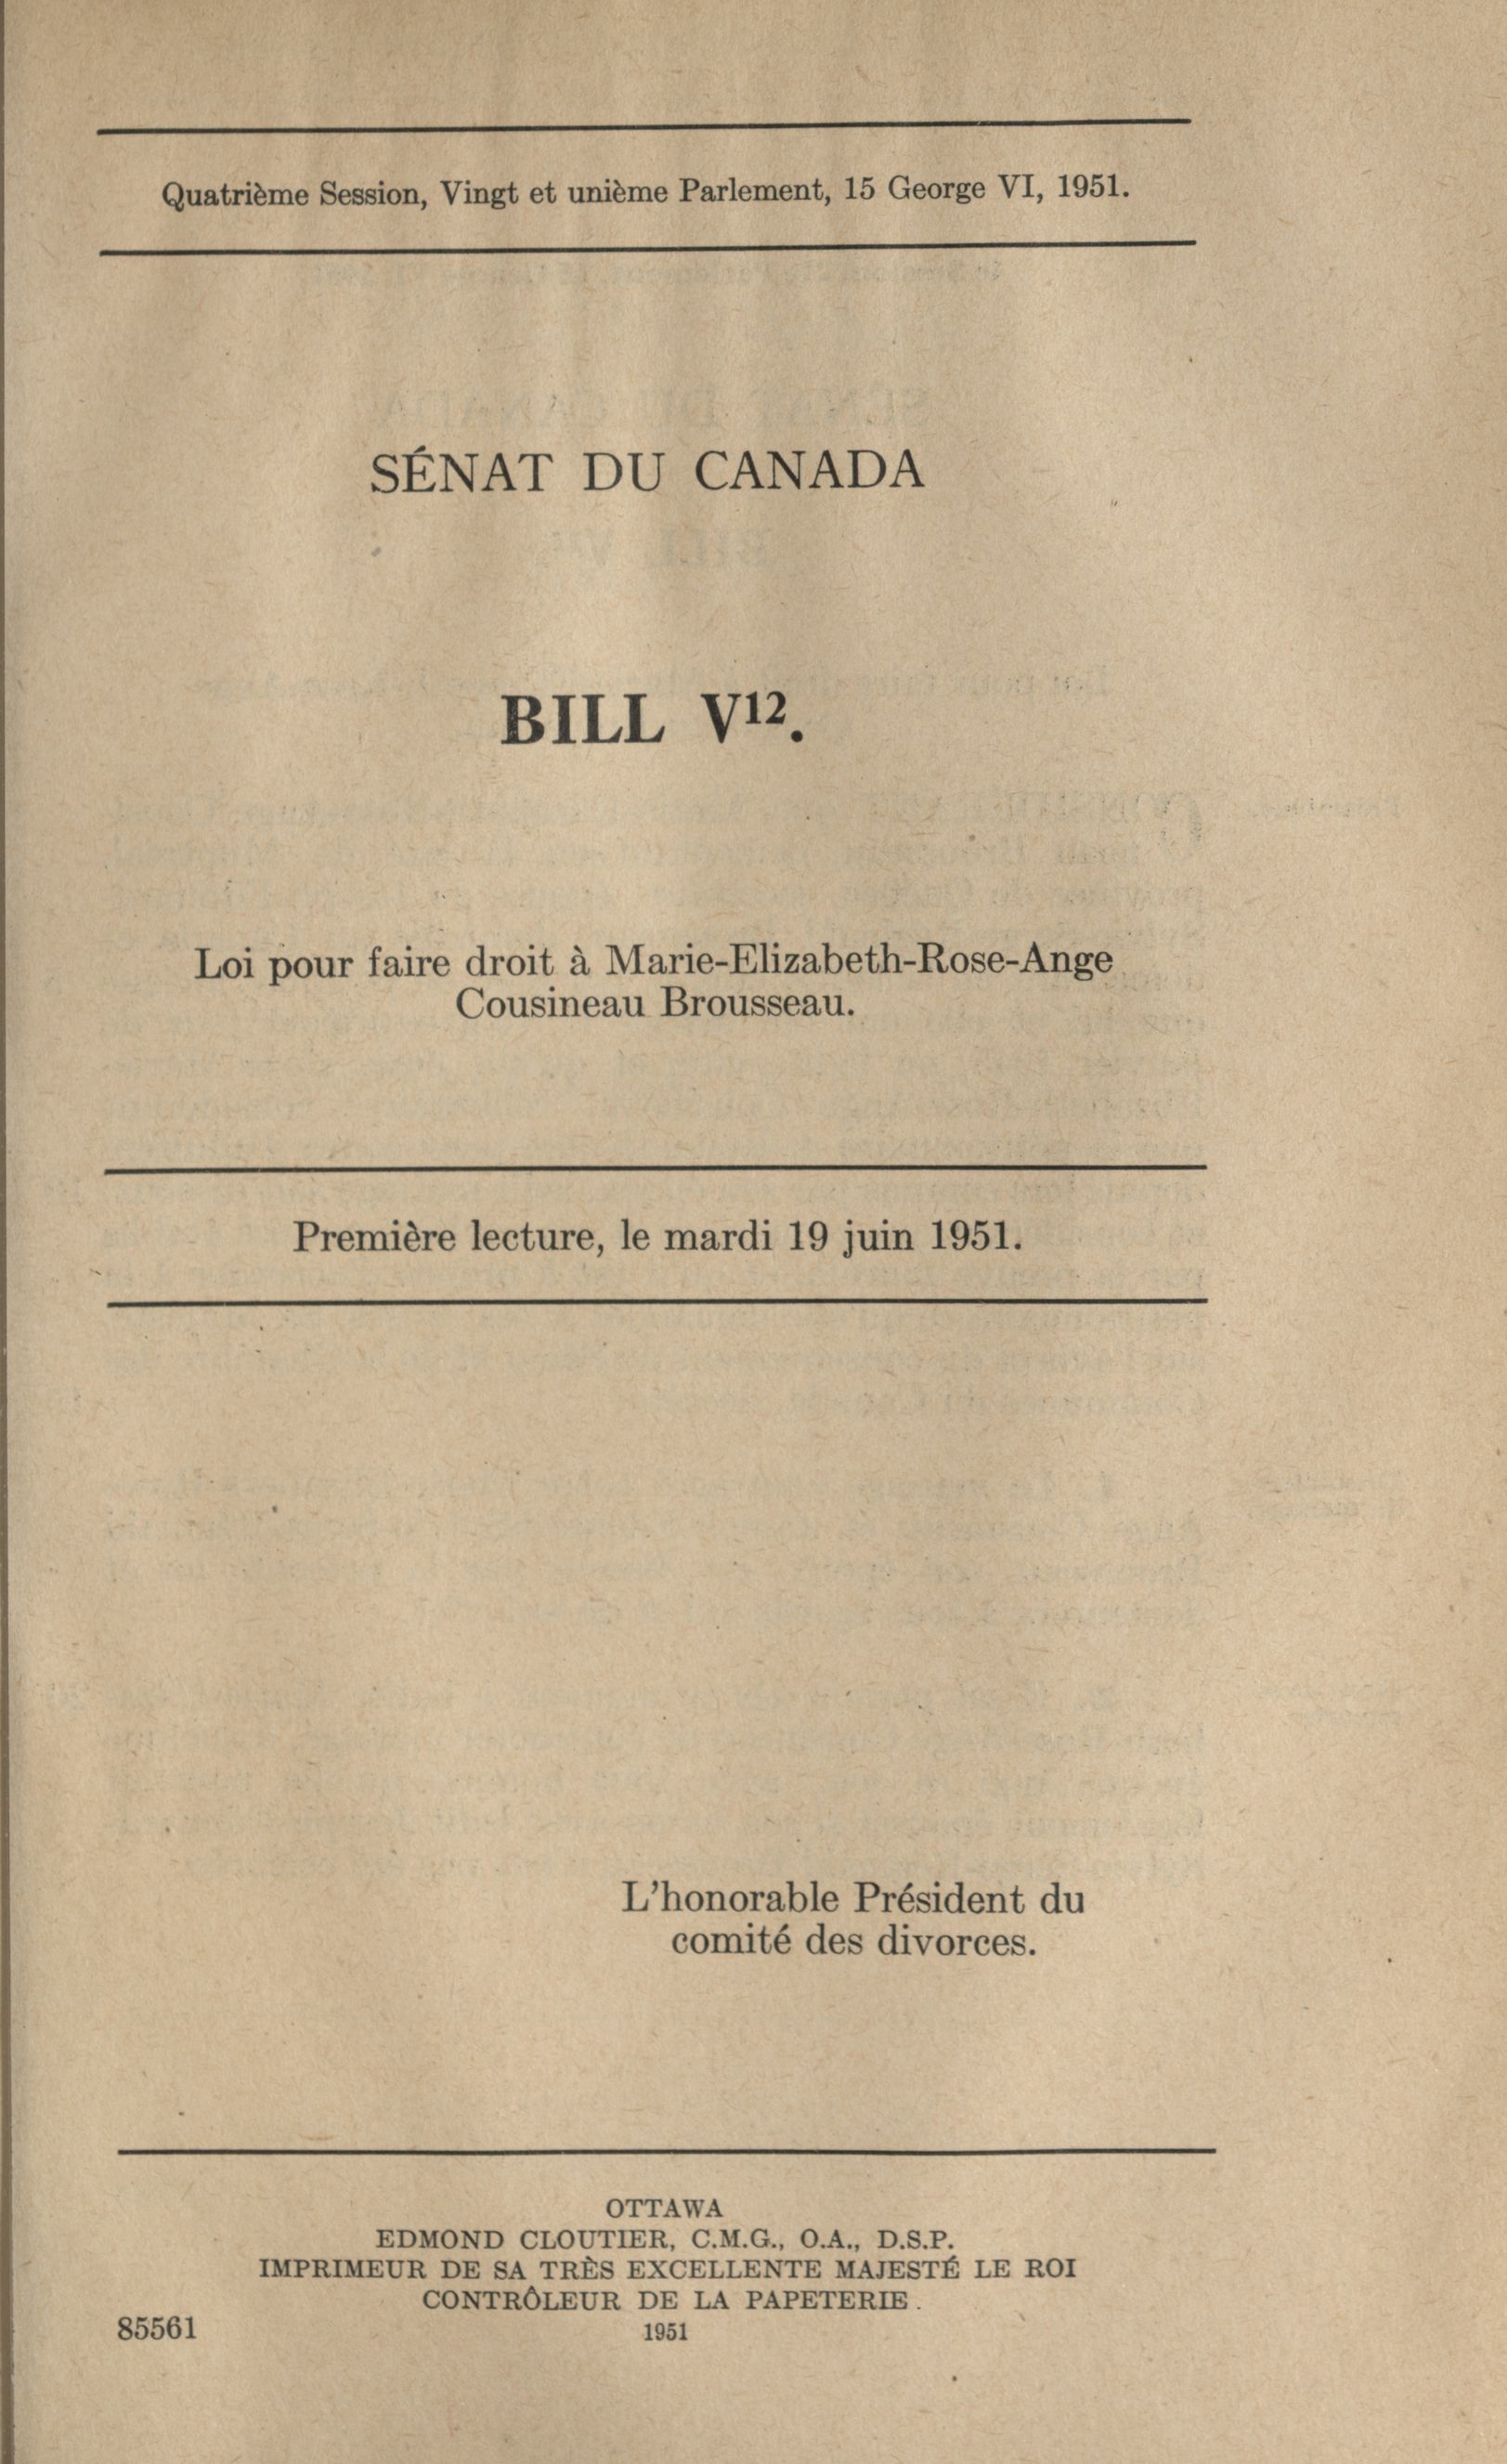 Quatrième Session, Vingt et unième Parlement, 15 George VI, 1951.
SÉNAT DU CANADA
BILL V¹².
Loi pour faire droit à Marie-Elizabeth-Rose-Ange
Cousineau Brousseau.
Première lecture, le mardi 19 juin 1951.
L'honorable Président du
comité des divorces.
OTTAWA
EDMOND CLOUTIER, C.M.G., O.A., D.S.P.
IMPRIMEUR DE SA TRÈS EXCELLENTE MAJESTÉ LE ROI
CONTRÔLEUR DE LA PAPETERIE.
85561 1951